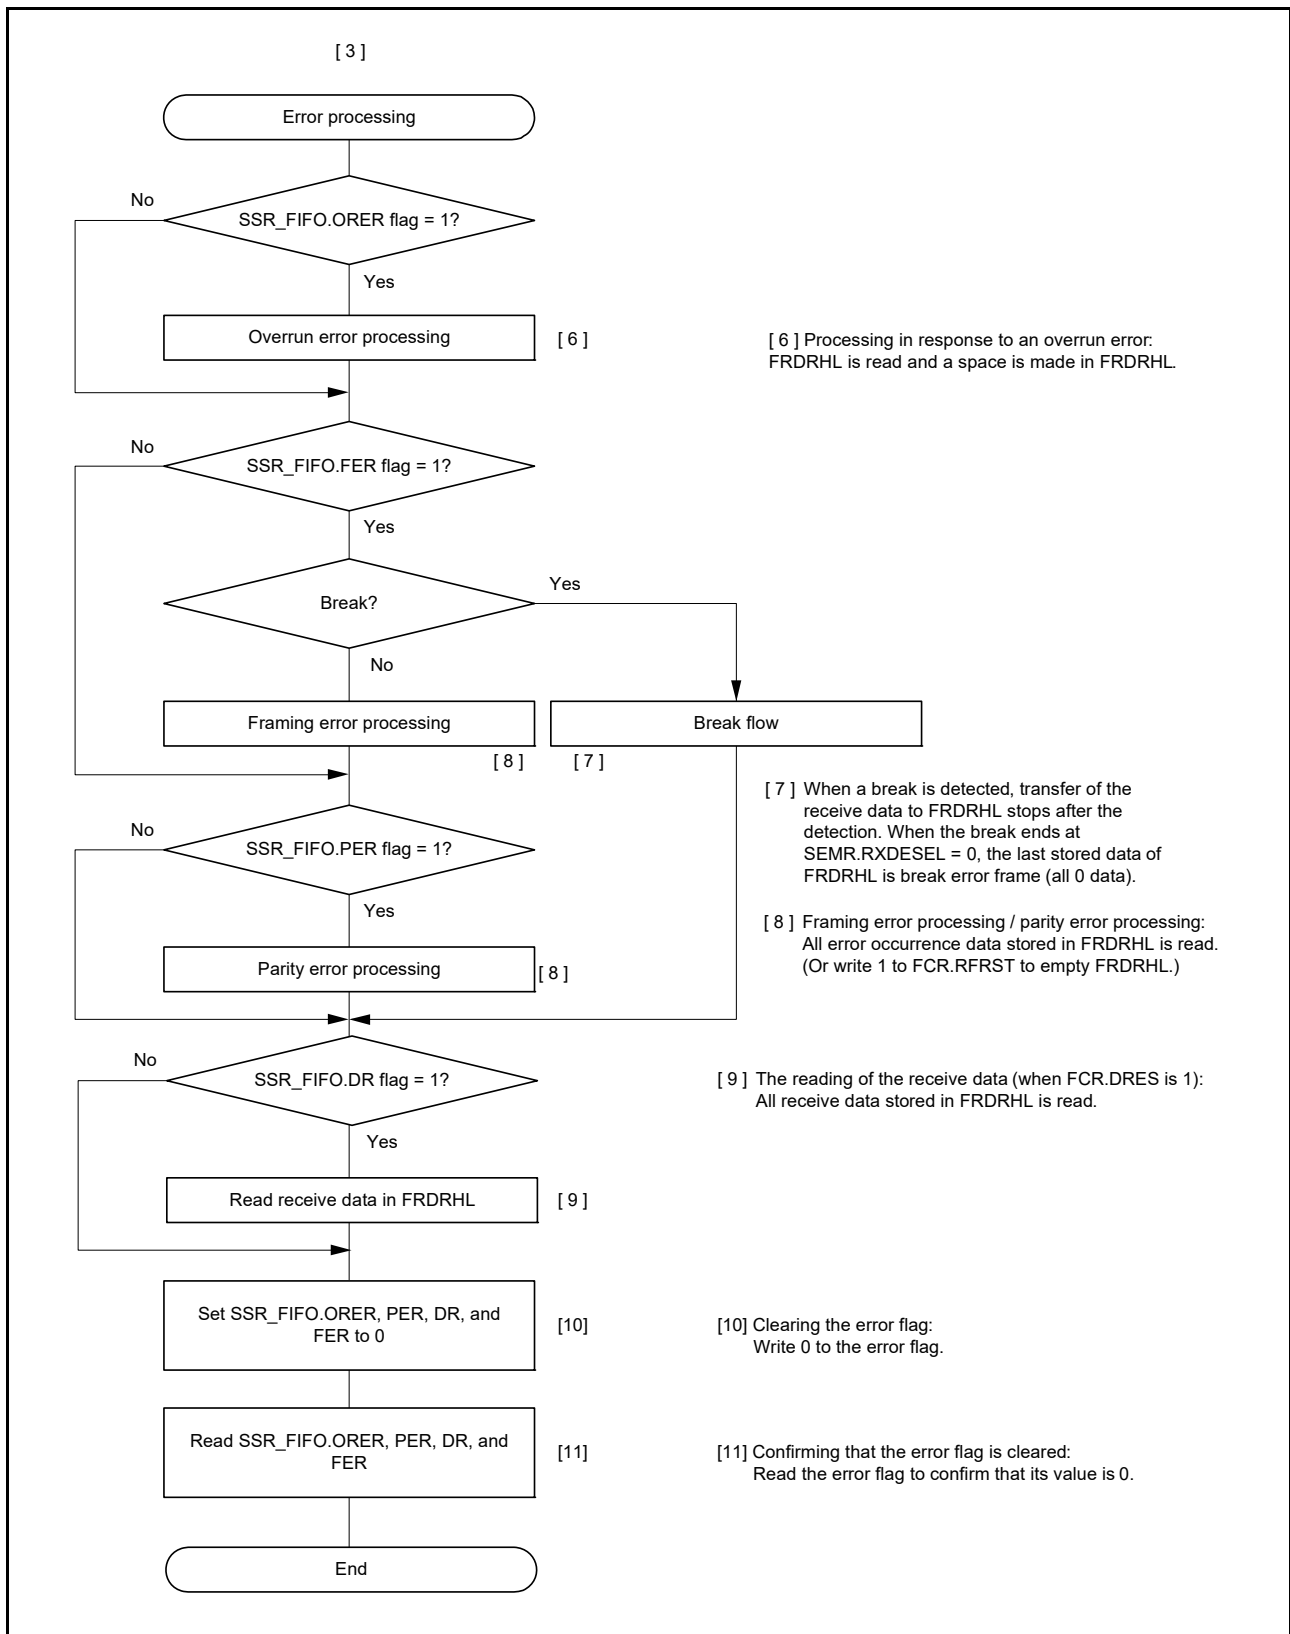 [ 3 ]
Error processing
No
SSR_FIFO.ORER flag = 1?
Yes
Overrun error processing
[ 6 ]
[ 6 ] Processing in response to an overrun error:
FRDRHL is read and a space is made in FRDRHL.
No
SSR_FIFO.FER flag = 1?
Yes
Break?
Yes
No
Framing error processing
Break flow
[ 8 ]
[ 7 ]
[ 7 ] When a break is detected, transfer of the
receive data to FRDRHL stops after the
detection. When the break ends at
SEMR.RXDESEL = 0, the last stored data of
FRDRHL is break error frame (all 0 data).
No
SSR_FIFO.PER flag = 1?
Yes
Parity error processing
[ 8 ]
[ 8 ] Framing error processing / parity error processing:
All error occurrence data stored in FRDRHL is read.
(Or write 1 to FCR.RFRST to empty FRDRHL.)
No
SSR_FIFO.DR flag = 1?
Yes
[ 9 ] The reading of the receive data (when FCR.DRES is 1):
All receive data stored in FRDRHL is read.
Read receive data in FRDRHL
[ 9 ]
Set SSR_FIFO.ORER, PER, DR, and
FER to 0
[10]
[10] Clearing the error flag:
Write 0 to the error flag.
Read SSR_FIFO.ORER, PER, DR, and
FER
[11]
[11] Confirming that the error flag is cleared:
Read the error flag to confirm that its value is 0.
End